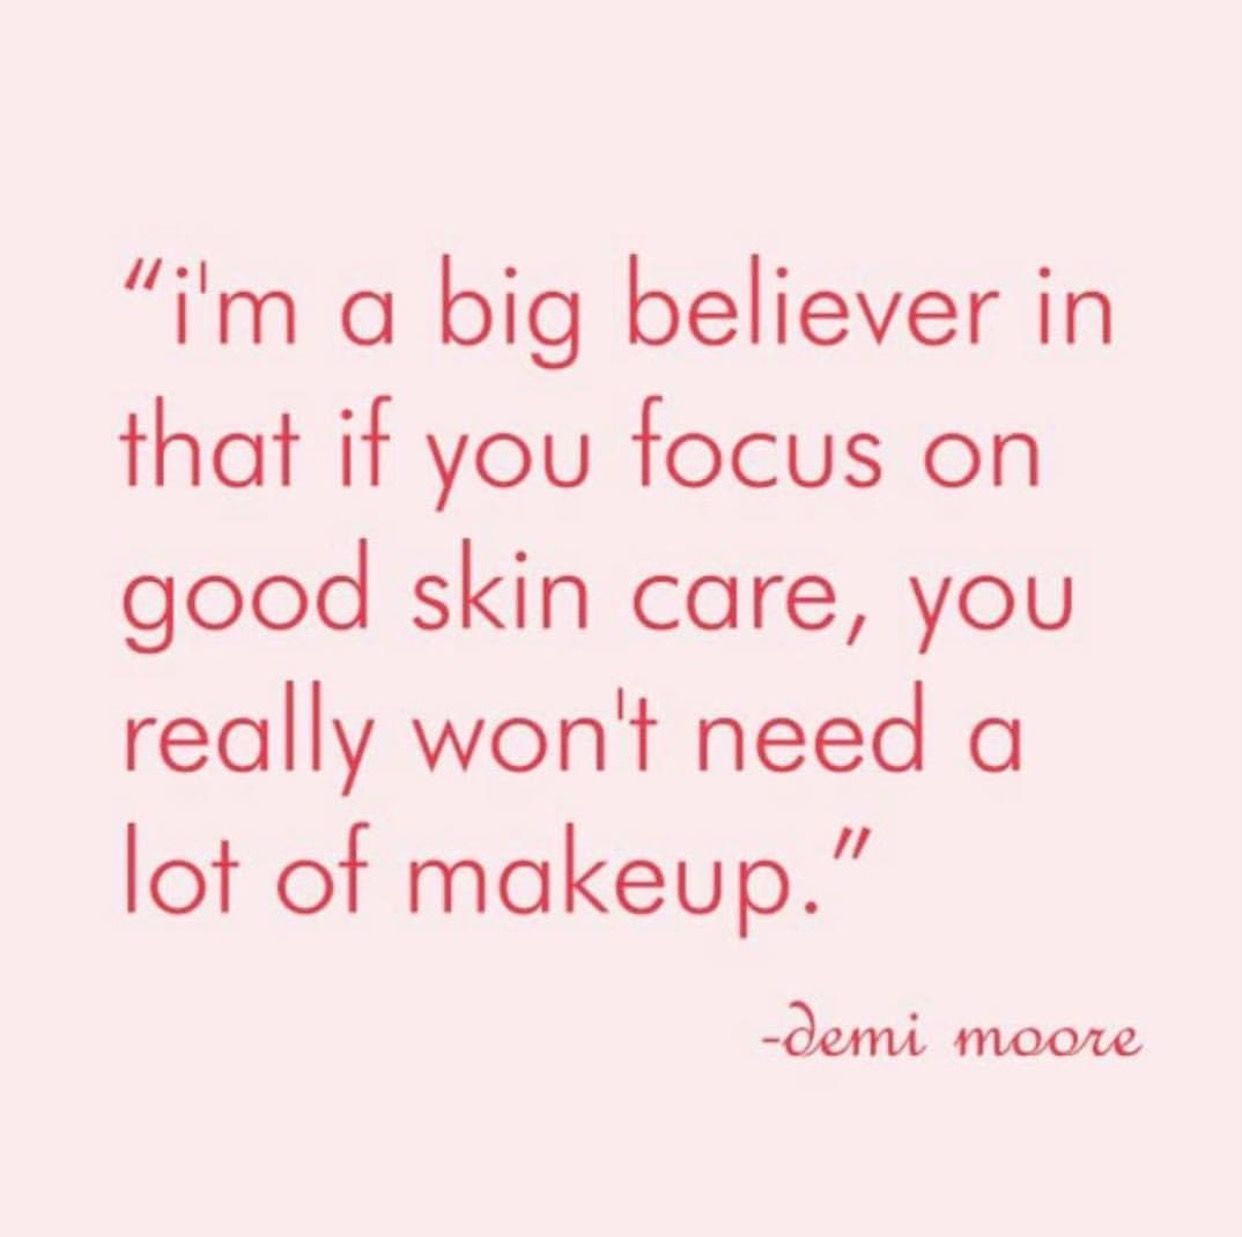 “i'm a big believer in
that if you focus on
good skin care, you
really won't need a
lot of makeup.”
-demi moore